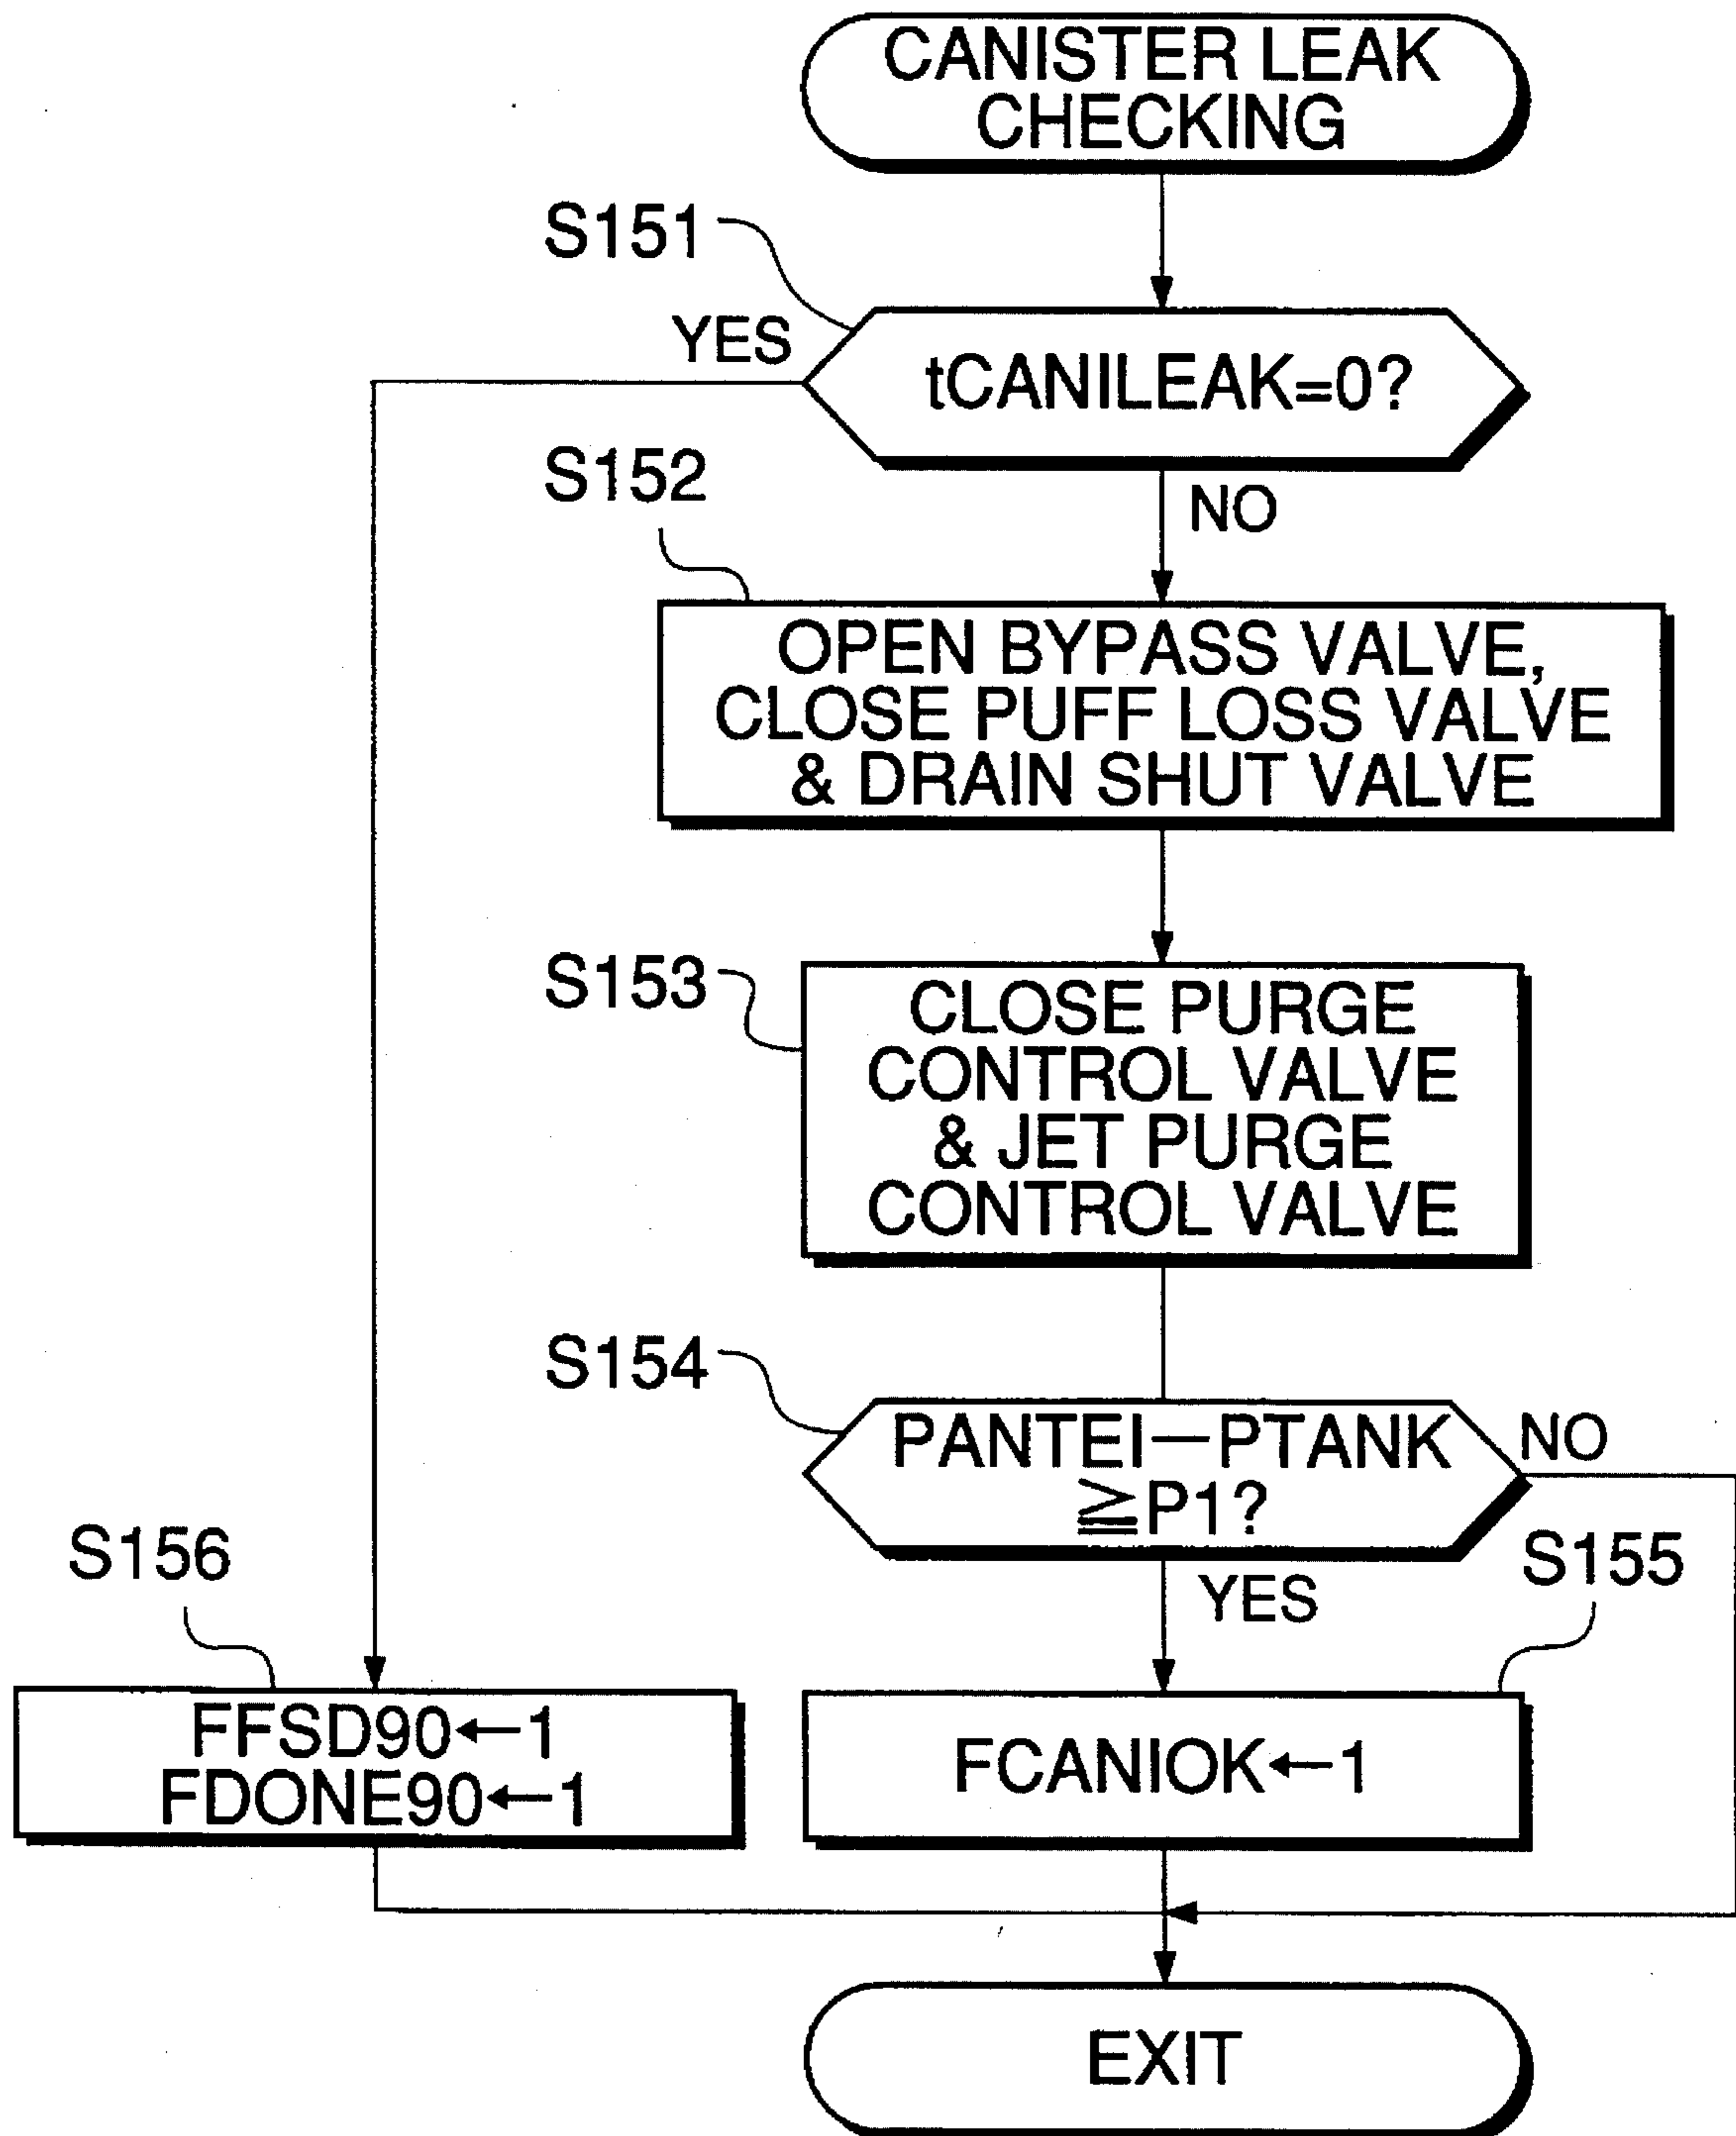 CANISTER LEAK
CHECKING
S151
YES
tCANILEAK=0?
S152
NO
OPEN BYPASS VALVE,
CLOSE PUFF LOSS VALVE
& DRAIN SHUT VALVE
S153
CLOSE PURGE
CONTROL VALVE
& JET PURGE
CONTROL VALVE
S154
PANTEI—PTANK
≧P1?
NO
S156
S155
YES
FFSD90←1
FDONE90←1
FCANIOK←1
EXIT